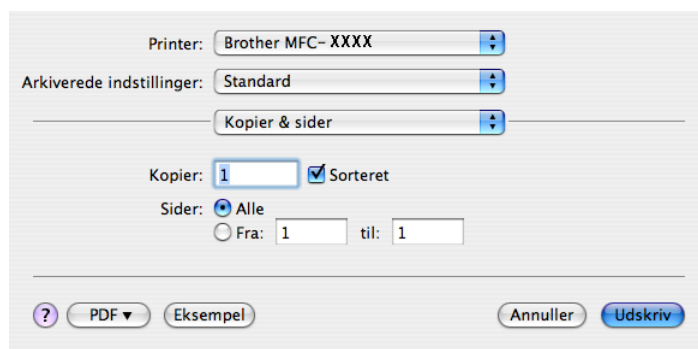 Printer: Brother MFC-XXXX
Arkiverede indstillinger: Standard
Kopier & sider
Kopier: 1 Sorteret
Sider: Alle
Fra: 1 til: 1
? PDF▼ Eksempel Annuller Udskriv